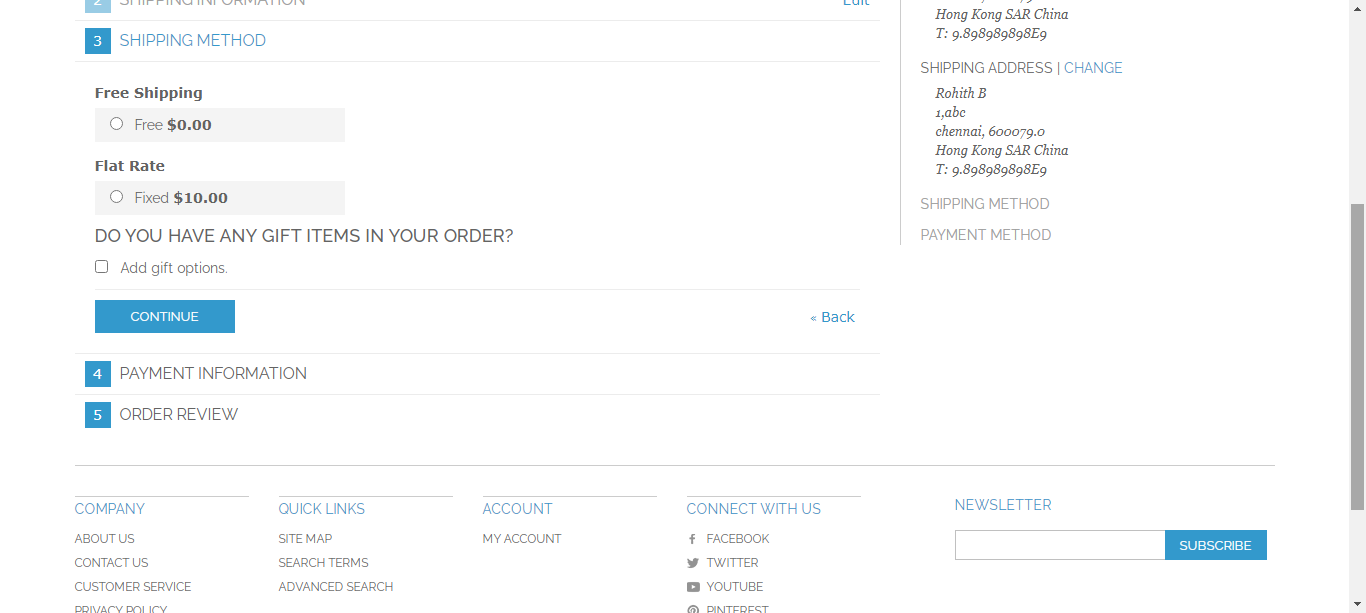 2 SHIPPING INFORMATION Edit
3 SHIPPING METHOD
Free Shipping
Free $0.00
Flat Rate
Fixed $10.00
DO YOU HAVE ANY GIFT ITEMS IN YOUR ORDER?
Add gift options.
CONTINUE
« Back
4 PAYMENT INFORMATION
5 ORDER REVIEW
Hong Kong SAR China
T: 9.898989898E9
SHIPPING ADDRESS | CHANGE
Rohith B
1,abc
chennai, 600079.0
Hong Kong SAR China
T: 9.898989898E9
SHIPPING METHOD
PAYMENT METHOD
COMPANY
ABOUT US
CONTACT US
CUSTOMER SERVICE
PRIVACY POLICY
QUICK LINKS
SITE MAP
SEARCH TERMS
ADVANCED SEARCH
ACCOUNT
MY ACCOUNT
CONNECT WITH US
FACEBOOK
TWITTER
YOUTUBE
PINTEREST
NEWSLETTER
SUBSCRIBE